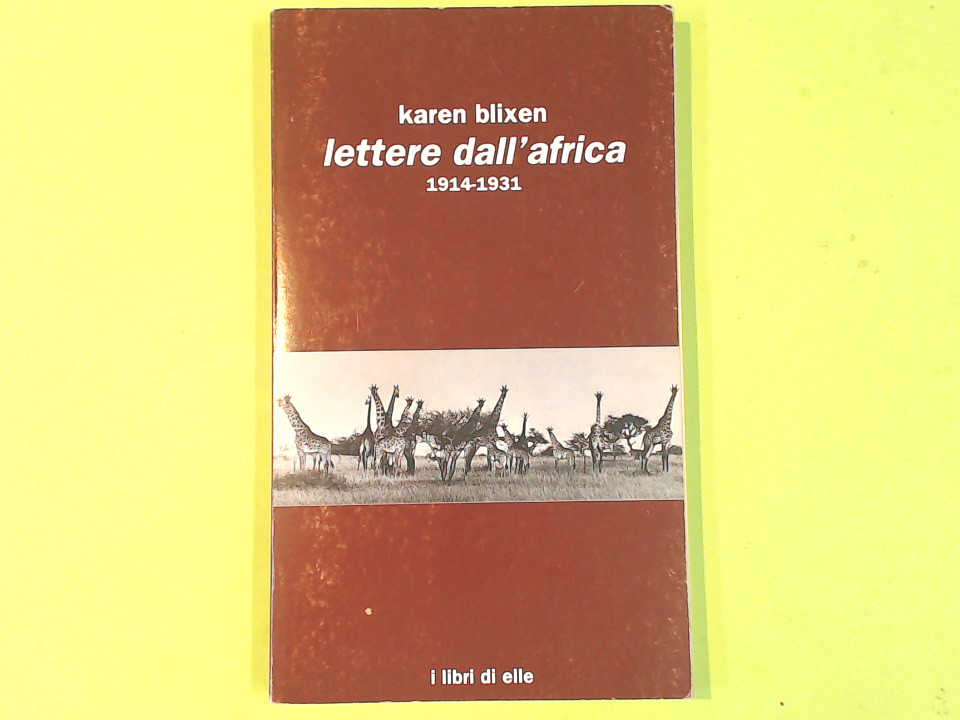 karen blixen
lettere dall'africa
1914-1931
i libri di elle